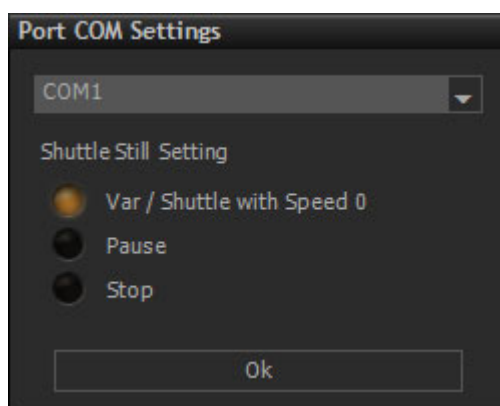 Port COM Settings
COM1
Shuttle Still Setting
Var / Shuttle with Speed 0
Pause
Stop
Ok